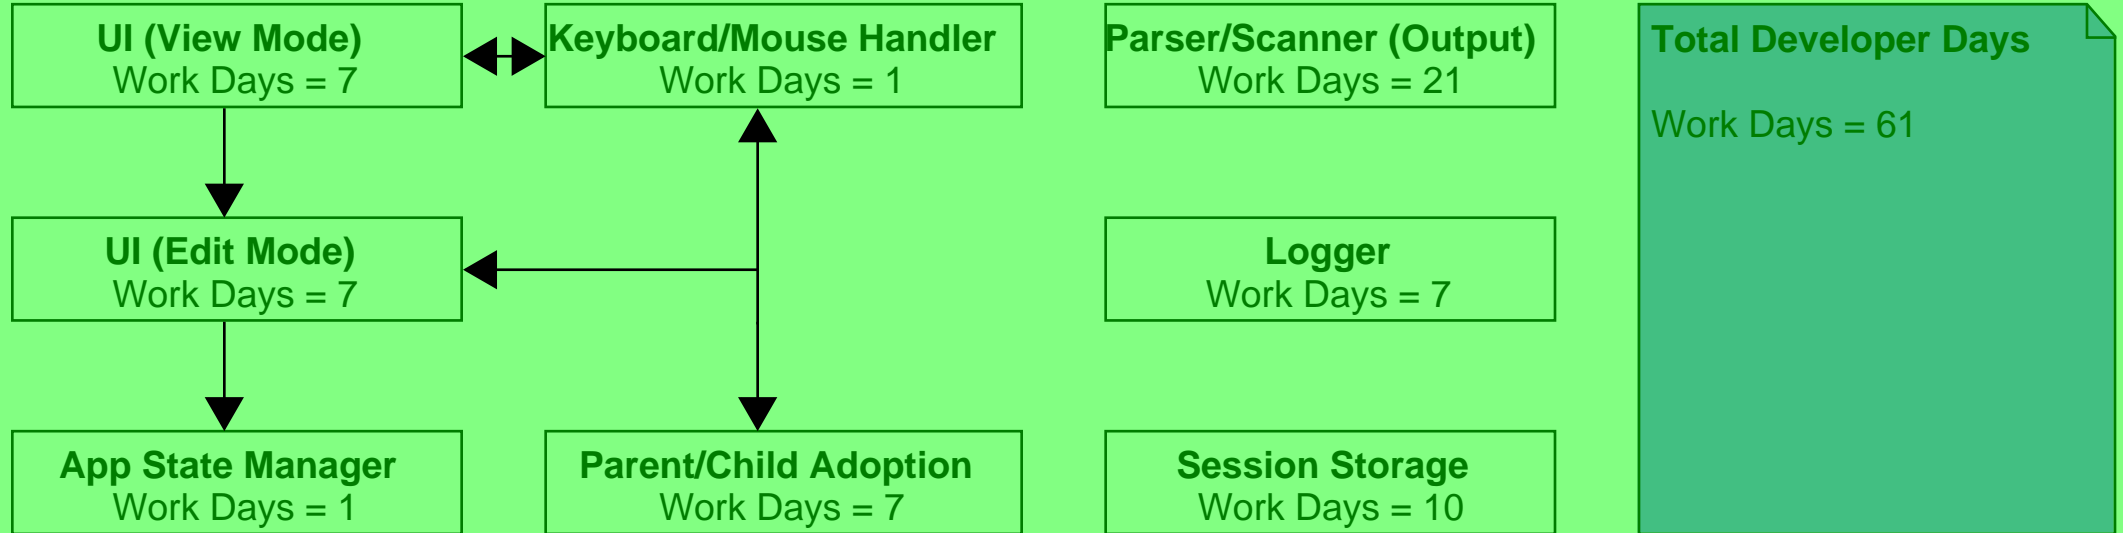 UI (View Mode)
Work Days = 7
Keyboard/Mouse Handler
Work Days = 1
Parser/Scanner (Output)
Work Days = 21
Total Developer Days
Work Days = 61
UI (Edit Mode)
Work Days = 7
Logger
Work Days = 7
App State Manager
Work Days = 1
Parent/Child Adoption
Work Days = 7
Session Storage
Work Days = 10